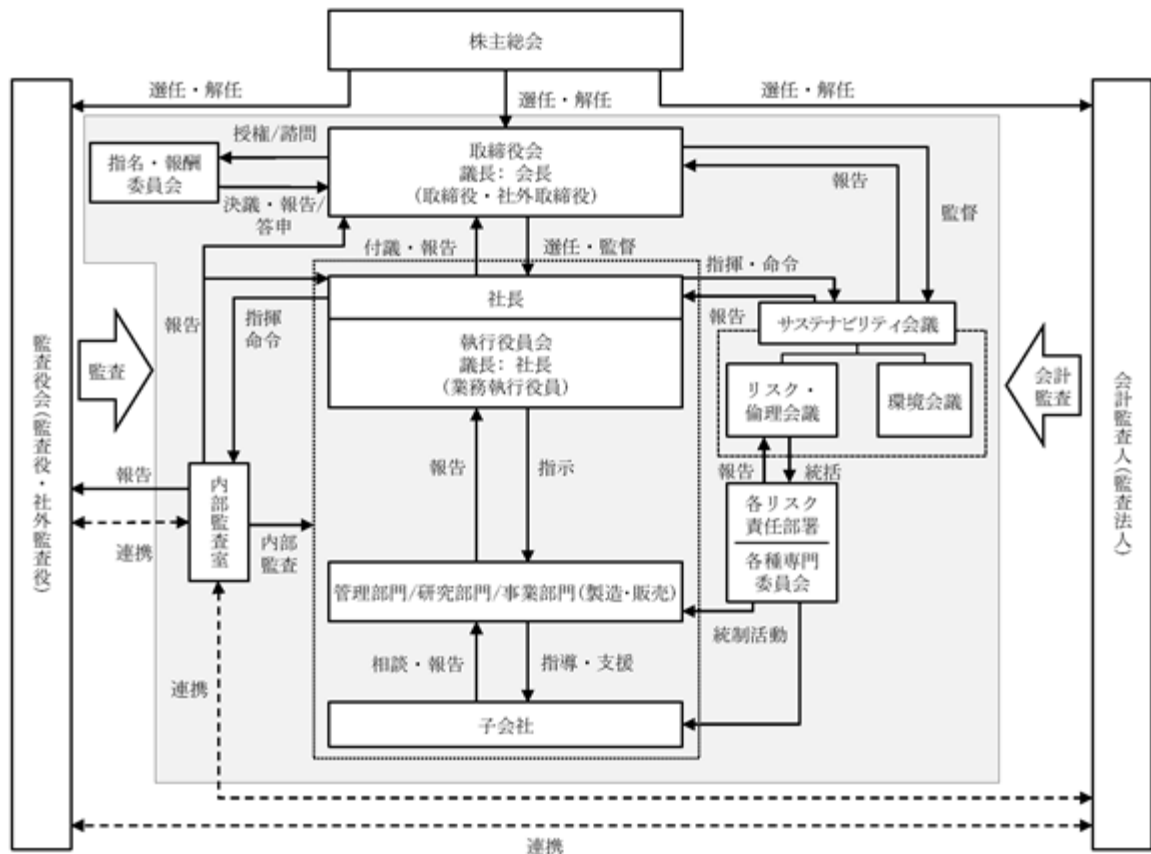 株主総会
選任・解任
選任・解任
選任・解任
授権/諮問
指名・報酬
委員会
決議・報告/
答申
取締役会
議長: 会長
(取締役・社外取締役)
報告
監督
付議・報告
選任・監督
指揮・命令
社長
執行役員会
議長: 社長
(業務執行役員)
報告
指揮
命令
報告
サステナビリティ会議
リスク・
倫理会議
環境会議
監査
会計
監査
監査役会(監査役・社外監査役)
会計監査人(監査法人)
報告
連携
内部監査室
内部
監査
報告
指示
報告
統括
各リスク
責任部署
各種専門
委員会
管理部門/研究部門/事業部門(製造・販売)
統制活動
相談・報告
指導・支援
連携
子会社
連携